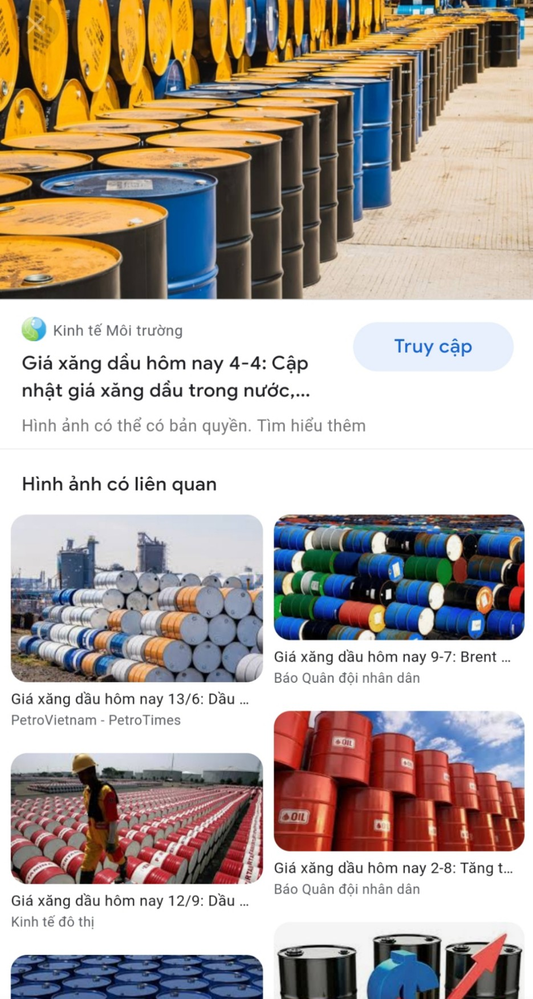 Kinh tế Môi trường
Truy cập
Giá xăng dầu hôm nay 4-4: Cập
nhật giá xăng dầu trong nước,...
Hình ảnh có thể có bản quyền. Tìm hiểu thêm
Hình ảnh có liên quan
Giá xăng dầu hôm nay 13/6: Dầu ...
PetroVietnam - PetroTimes
Giá xăng dầu hôm nay 9-7: Brent ...
Báo Quân đội nhân dân
OIL
OIL
OIL
OIL
Giá xăng dầu hôm nay 12/9: Dầu ...
Kinh tế đô thị
Giá xăng dầu hôm nay 2-8: Tăng t...
Báo Quân đội nhân dân